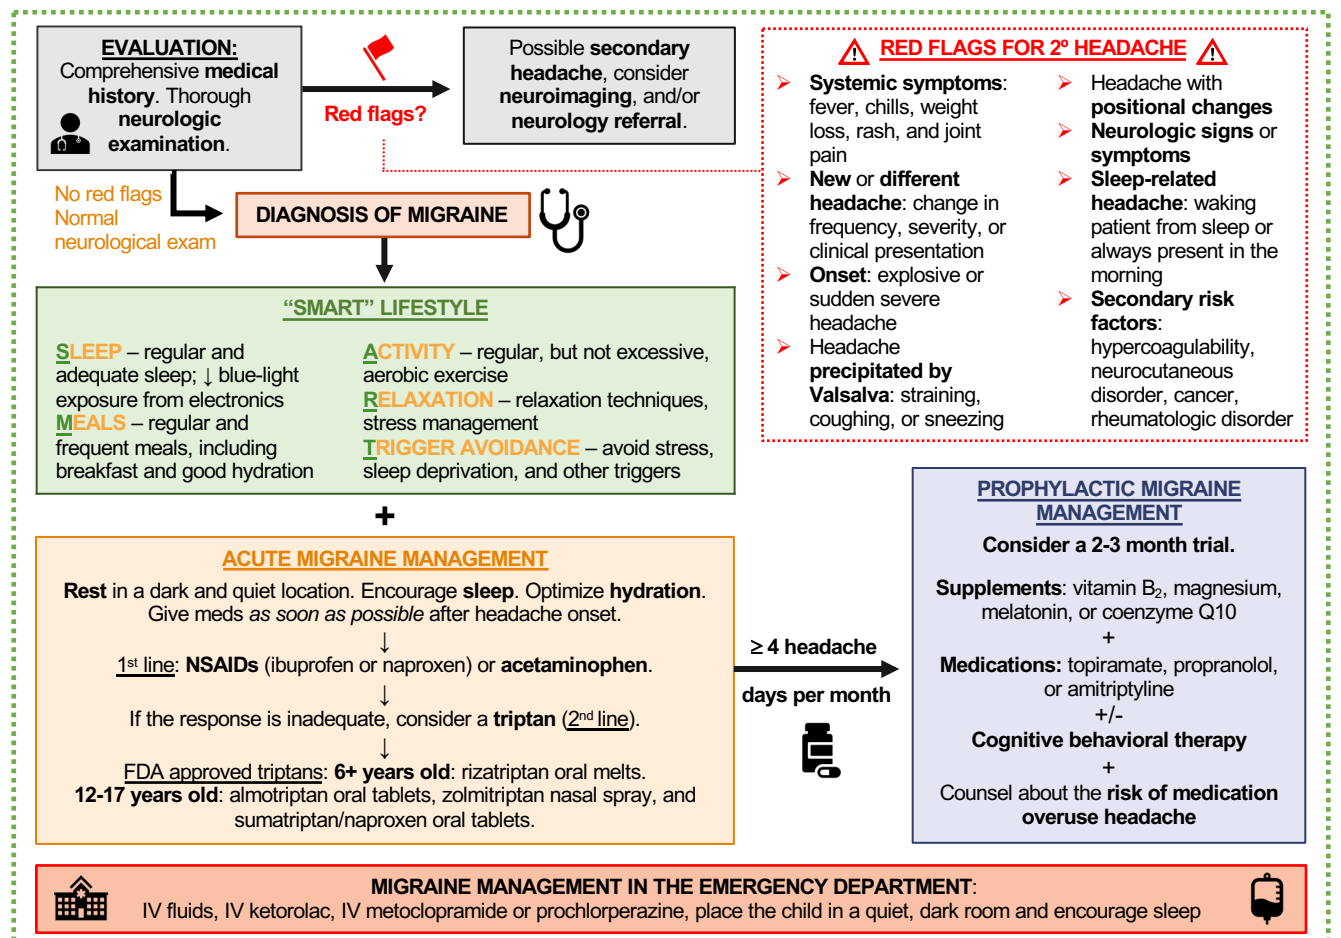 EVALUATION:
Comprehensive medical
history. Thorough
neurologic
examination.
Red flags?
Possible secondary
headache, consider
neuroimaging, and/or
neurology referral.
No red flags
Normal
neurological exam
DIAGNOSIS OF MIGRAINE
RED FLAGS FOR 2º HEADACHE
Systemic symptoms:
fever, chills, weight
loss, rash, and joint
pain
New or different
headache: change in
frequency, severity, or
clinical presentation
Onset: explosive or
sudden severe
headache
Headache
precipitated by
Valsalva: straining,
coughing, or sneezing
Headache with
positional changes
Neurologic signs or
symptoms
Sleep-related
headache: waking
patient from sleep or
always present in the
morning
Secondary risk
factors:
hypercoagulability,
neurocutaneous
disorder, cancer,
rheumatologic disorder
“SMART” LIFESTYLE
SLEEP – regular and
adequate sleep; ↓ blue-light
exposure from electronics
MEALS – regular and
frequent meals, including
breakfast and good hydration
ACTIVITY – regular, but not excessive,
aerobic exercise
RELAXATION – relaxation techniques,
stress management
TRIGGER AVOIDANCE – avoid stress,
sleep deprivation, and other triggers
+
ACUTE MIGRAINE MANAGEMENT
Rest in a dark and quiet location. Encourage sleep. Optimize hydration.
Give meds as soon as possible after headache onset.
↓
1st line: NSAIDs (ibuprofen or naproxen) or acetaminophen.
↓
If the response is inadequate, consider a triptan (2nd line).
↓
FDA approved triptans: 6+ years old: rizatriptan oral melts.
12-17 years old: almotriptan oral tablets, zolmitriptan nasal spray, and
sumatriptan/naproxen oral tablets.
≥ 4 headache
days per month
PROPHYLACTIC MIGRAINE
MANAGEMENT
Consider a 2-3 month trial.
Supplements: vitamin B2, magnesium,
melatonin, or coenzyme Q10
+
Medications: topiramate, propranolol,
or amitriptyline
+/-
Cognitive behavioral therapy
+
Counsel about the risk of medication
overuse headache
MIGRAINE MANAGEMENT IN THE EMERGENCY DEPARTMENT:
IV fluids, IV ketorolac, IV metoclopramide or prochlorperazine, place the child in a quiet, dark room and encourage sleep